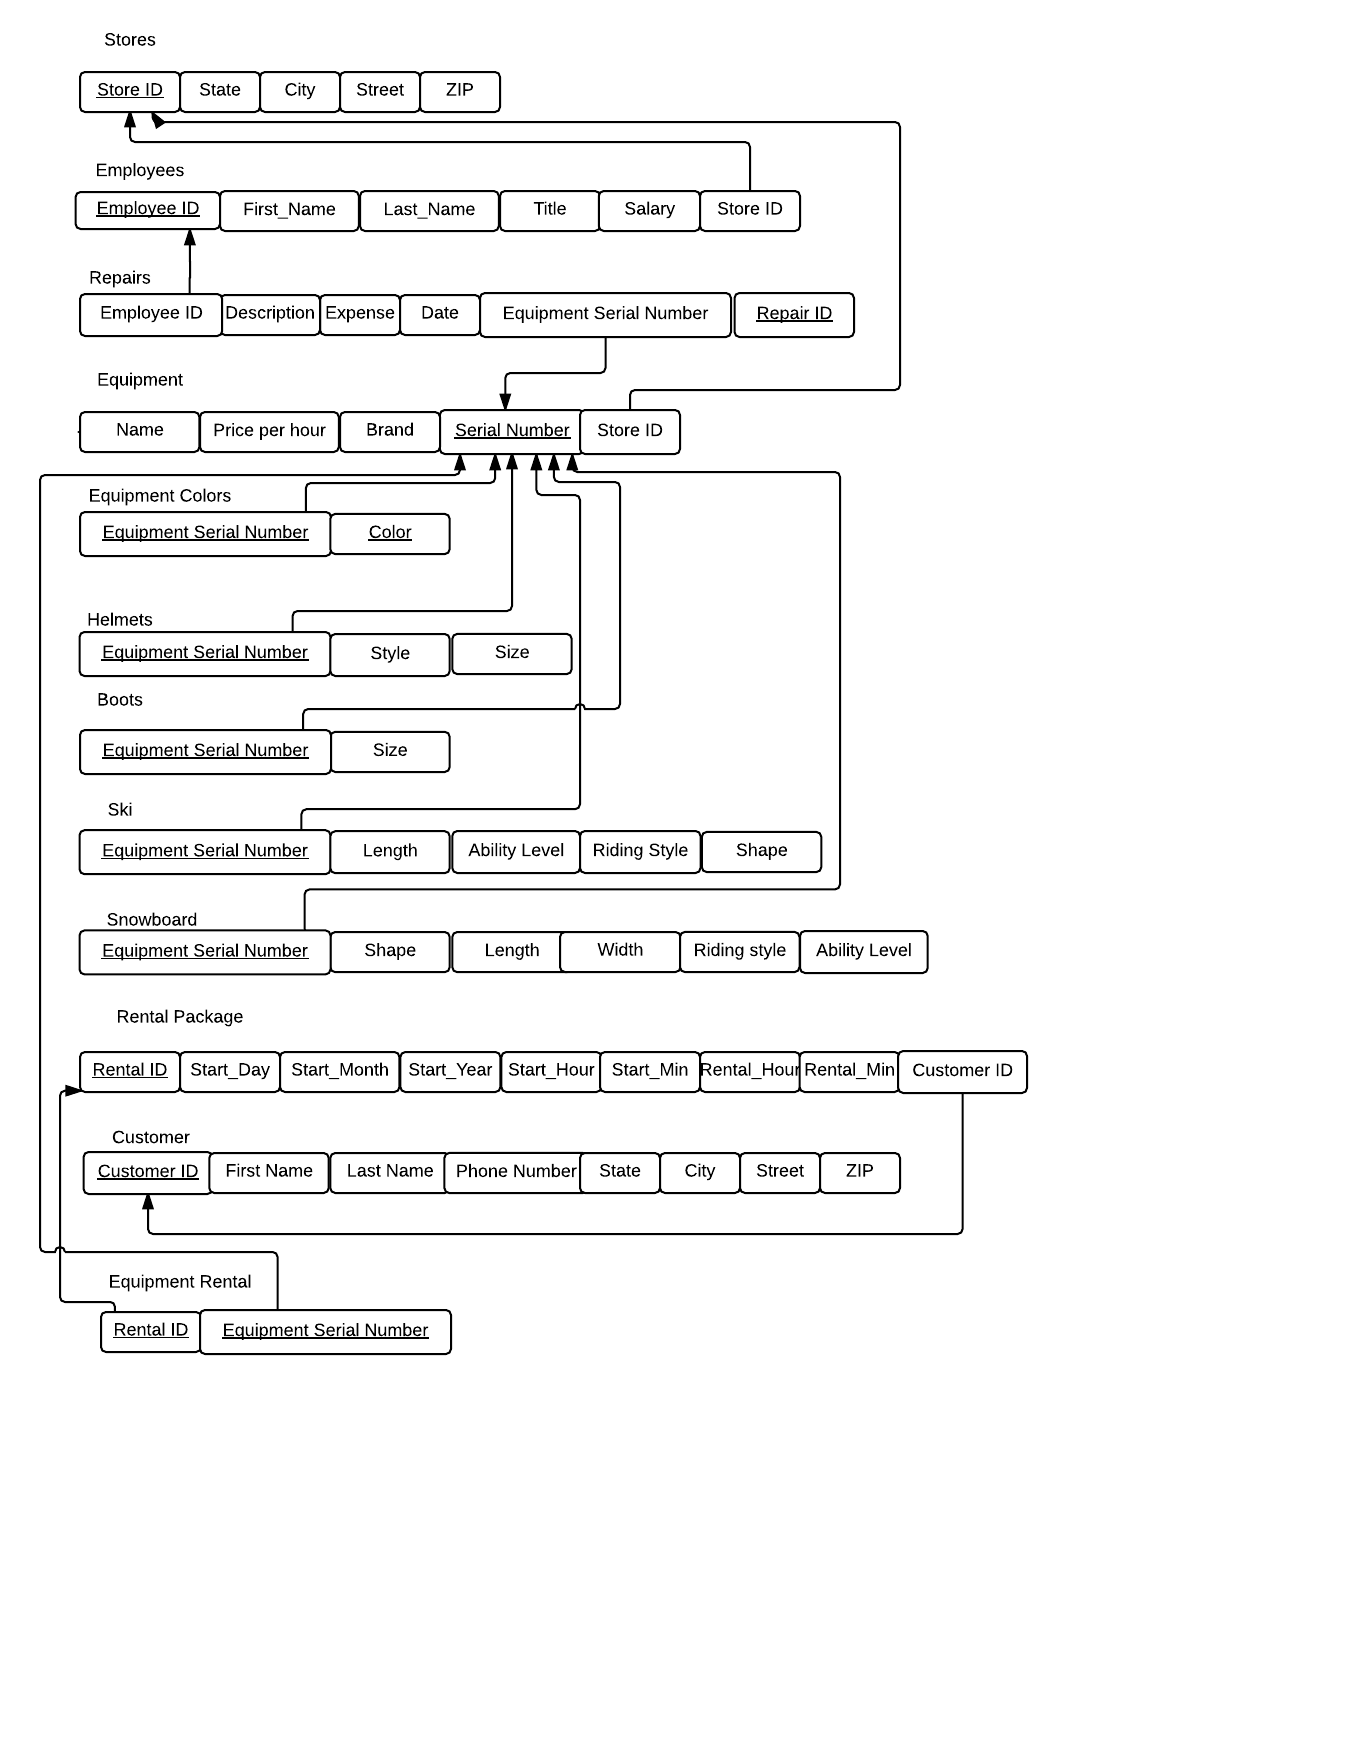 Stores
Store ID State City Street ZIP
Employees
Employee ID First_Name Last_Name Title Salary Store ID
Repairs
Employee ID Description Expense Date Equipment Serial Number Repair ID
Equipment
Name Price per hour Brand Serial Number Store ID
Equipment Colors
Equipment Serial Number Color
Helmets
Equipment Serial Number Style Size
Boots
Equipment Serial Number Size
Ski
Equipment Serial Number Length Ability Level Riding Style Shape
Snowboard
Equipment Serial Number Shape Length Width Riding style Ability Level
Rental Package
Rental ID Start_Day Start_Month Start_Year Start_Hour Start_Min Rental_Hour Rental_Min Customer ID
Customer
Customer ID First Name Last Name Phone Number State City Street ZIP
Equipment Rental
Rental ID Equipment Serial Number